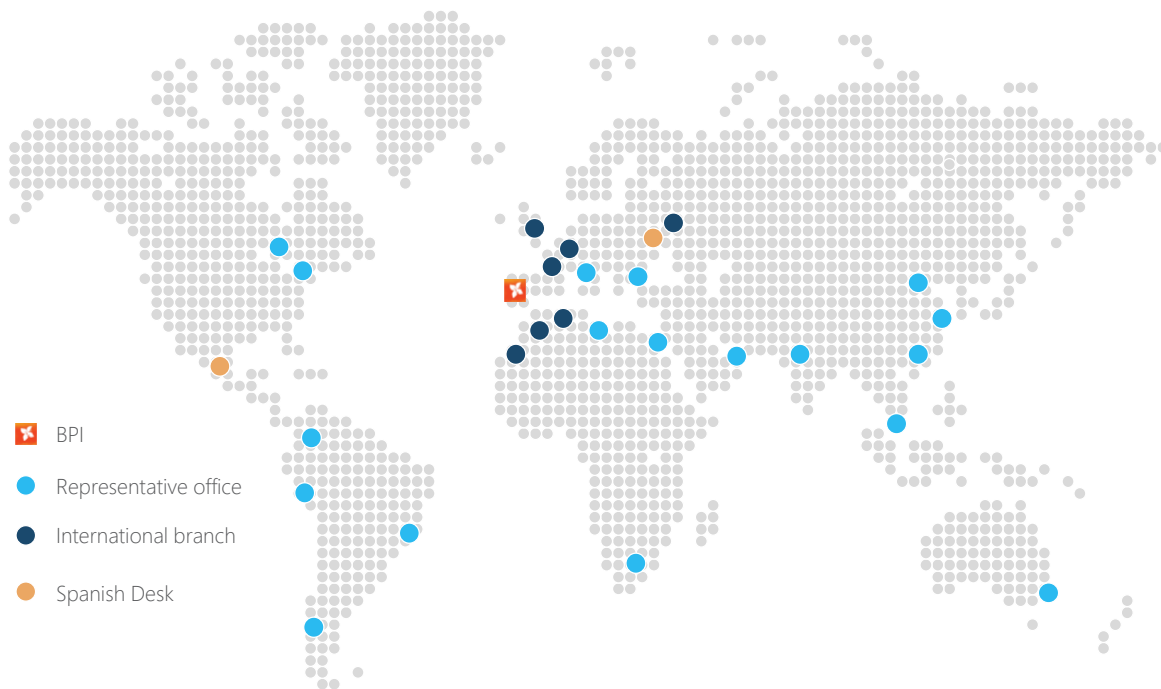 BPI
Representative office
International branch
Spanish Desk